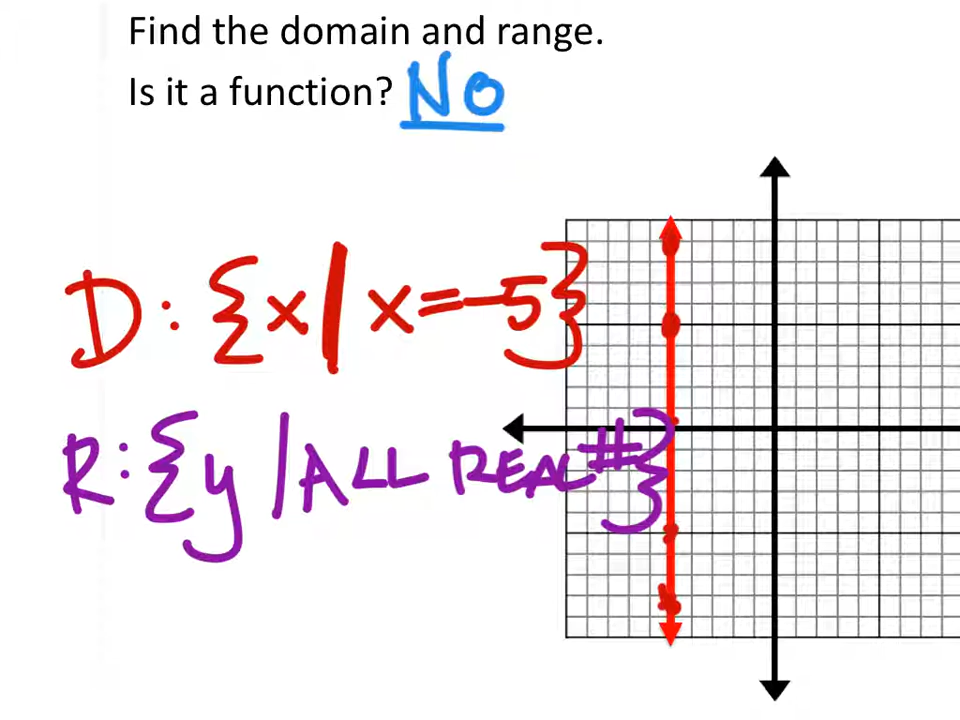 Find the domain and range.
Is it a function? NO
D: {x | x=-5}
R: {y | ALL REAL #}